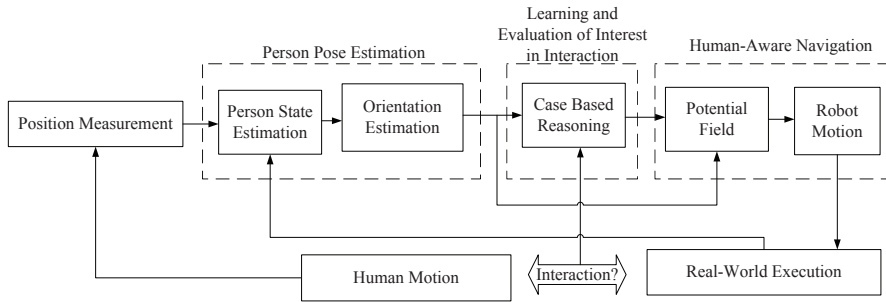 Learning and
Evaluation of Interest
in Interaction
Person Pose Estimation
Human-Aware Navigation
Position Measurement
Person State
Estimation
Orientation
Estimation
Case Based
Reasoning
Potential
Field
Robot
Motion
Human Motion
Interaction?
Real-World Execution